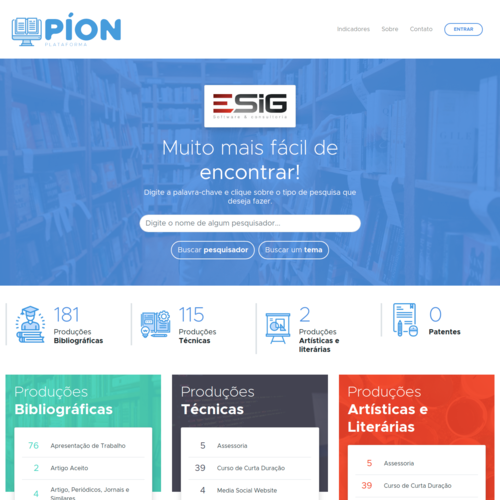 PÍON
PLATAFORMA
Indicadores
Sobre
Contato
ENTRAR
ESiG
Software & Consultoria
Muito mais fácil de
encontrar!
Digite a palavra-chave e clique sobre o tipo de pesquisa que
deseja fazer.
Digite o nome de algum pesquisador...
Buscar pesquisador
Buscar um tema
181
Produções
Bibliográficas
115
Produções
Técnicas
2
Produções
Artísticas e
literárias
0
Patentes
Produções
Bibliográficas
76 Apresentação de Trabalho
2 Artigo Aceito
4 Artigo, Periódicos, Jornais e
Similares
Produções
Técnicas
5 Assessoria
39 Curso de Curta Duração
4 Media Social Website
Produções
Artísticas e
Literárias
5 Assessoria
39 Curso de Curta Duração